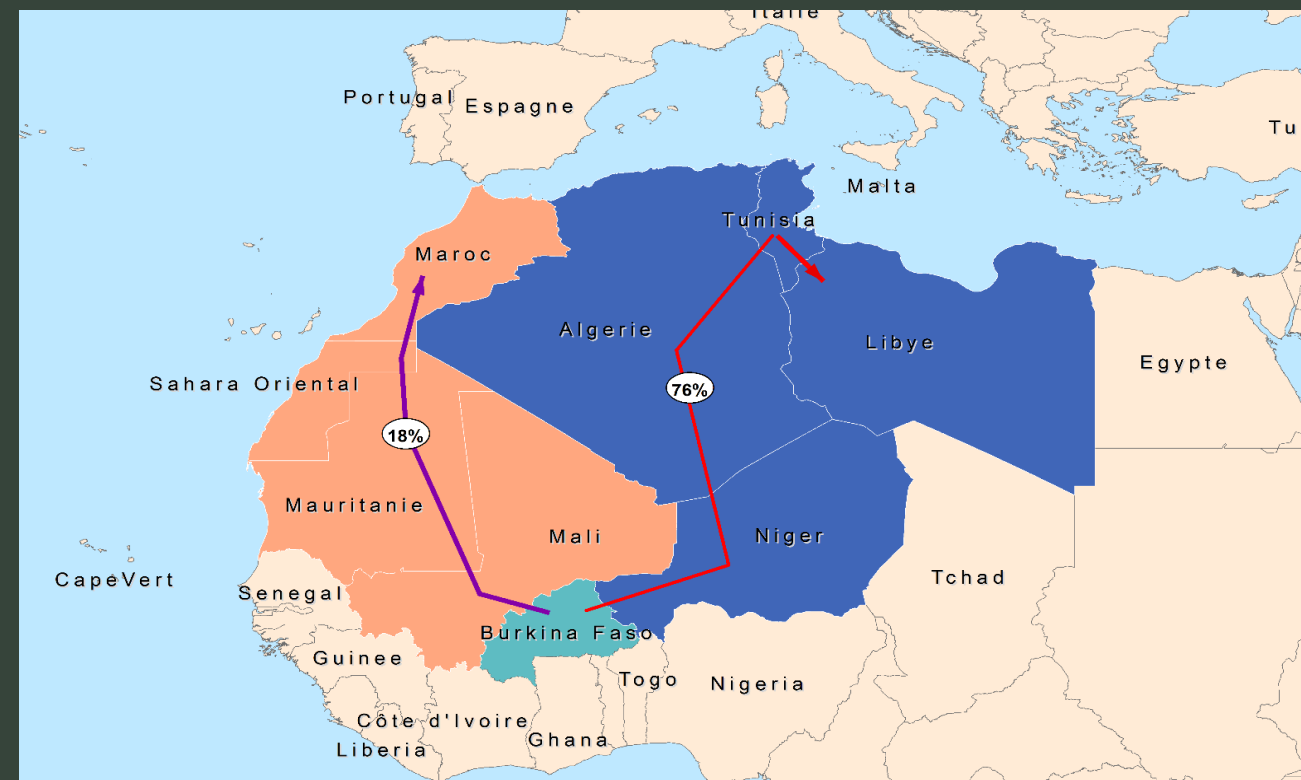 Italie
Portugal
Espagne
Tu
Malta
Tunisia
Maroc
Algerie
Libye
Egypte
Sahara Oriental
76%
18%
Mauritanie
Mali
Niger
CapeVert
Senegal
Tchad
Burkina Faso
Guinee
Togo
Nigeria
Côte d'Ivoire
Ghana
Liberia